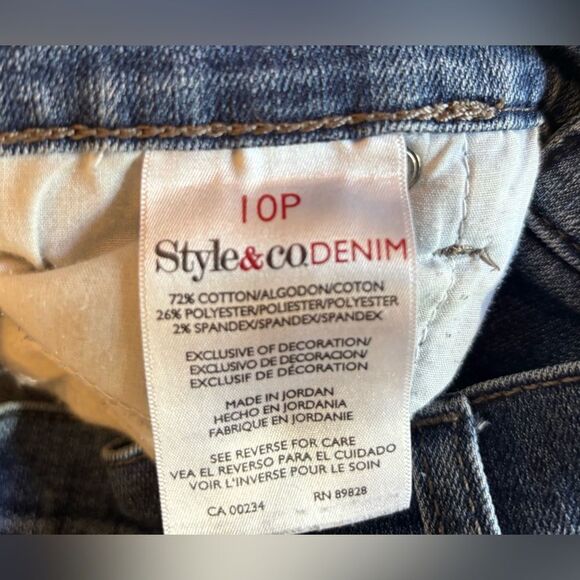 10P
Style&co.DENIM
72% COTTON/ALGODON/COTON
26% POLYESTER/POLIESTER/POLYESTER
2% SPANDEX/SPANDEX/SPANDEX
EXCLUSIVE OF DECORATION/
EXCLUSIVO DE DECORACION/
EXCLUSIF DE DÉCORATION
MADE IN JORDAN
HECHO EN JORDANIA
FABRIQUE EN JORDANIE
SEE REVERSE FOR CARE
VEA EL REVERSO PARA EL CUIDADO
VOIR L'INVERSE POUR LE SOIN
CA 00234 RN 89828